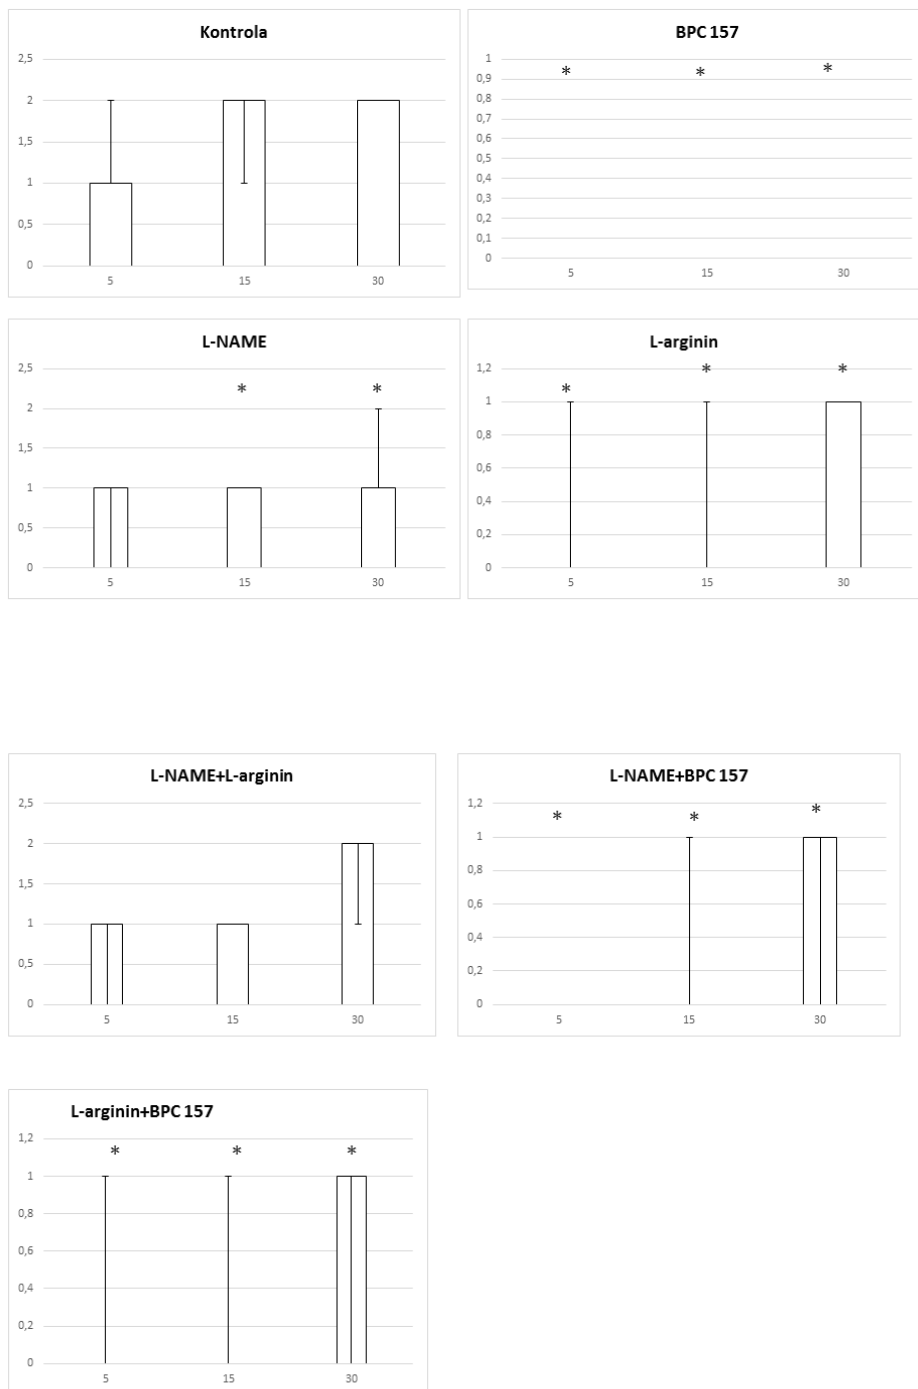 Kontrola
2,5
2
1,5
1
0,5
0
5 15 30
BPC 157
1
0,9
0,8
0,7
0,6
0,5
0,4
0,3
0,2
0,1
0
* * *
5 15 30
L-NAME
2,5
2
1,5
1
0,5
0
* *
5 15 30
L-arginin
1,2
1
0,8
0,6
0,4
0,2
0
* * *
5 15 30
L-NAME+L-arginin
2,5
2
1,5
1
0,5
0
5 15 30
L-NAME+BPC 157
1,2
1
0,8
0,6
0,4
0,2
0
* * *
5 15 30
L-arginin+BPC 157
1,2
1
0,8
0,6
0,4
0,2
0
* * *
5 15 30